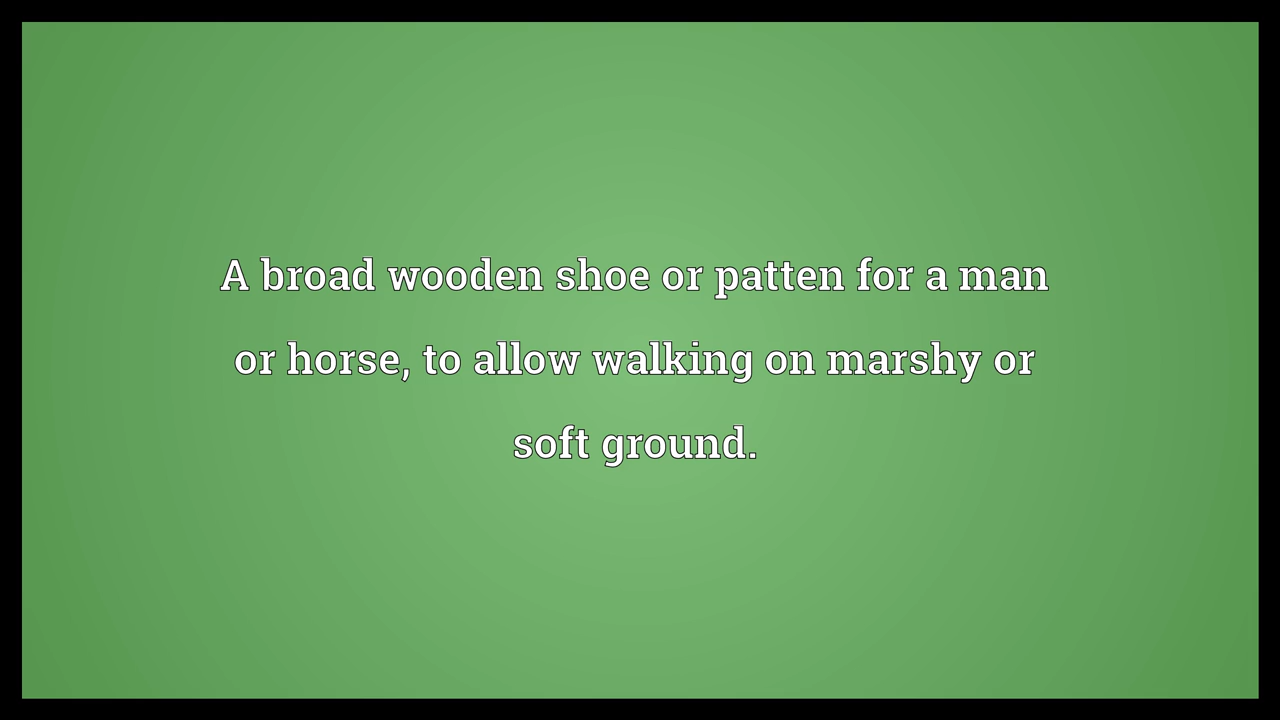 A broad wooden shoe or patten for a man
or horse, to allow walking on marshy or
soft ground.